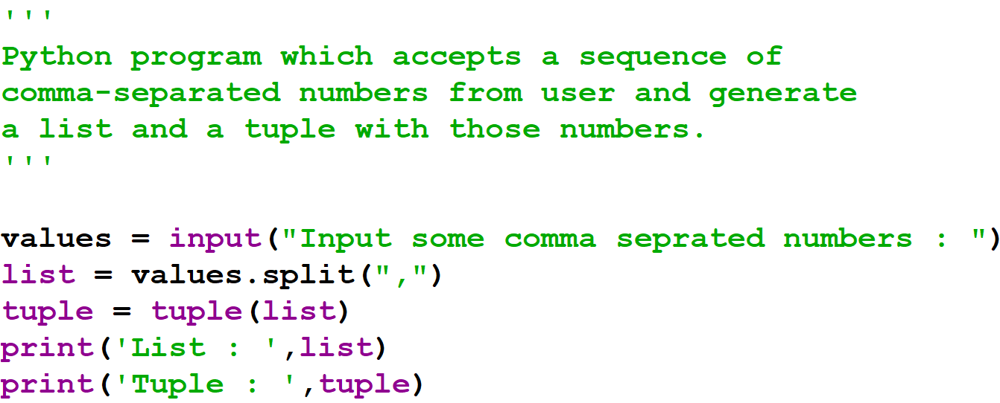 '''
Python program which accepts a sequence of
comma-separated numbers from user and generate
a list and a tuple with those numbers.
'''
values = input("Input some comma seprated numbers : ")
list = values.split(",")
tuple = tuple(list)
print('List : ',list)
print('Tuple : ',tuple)